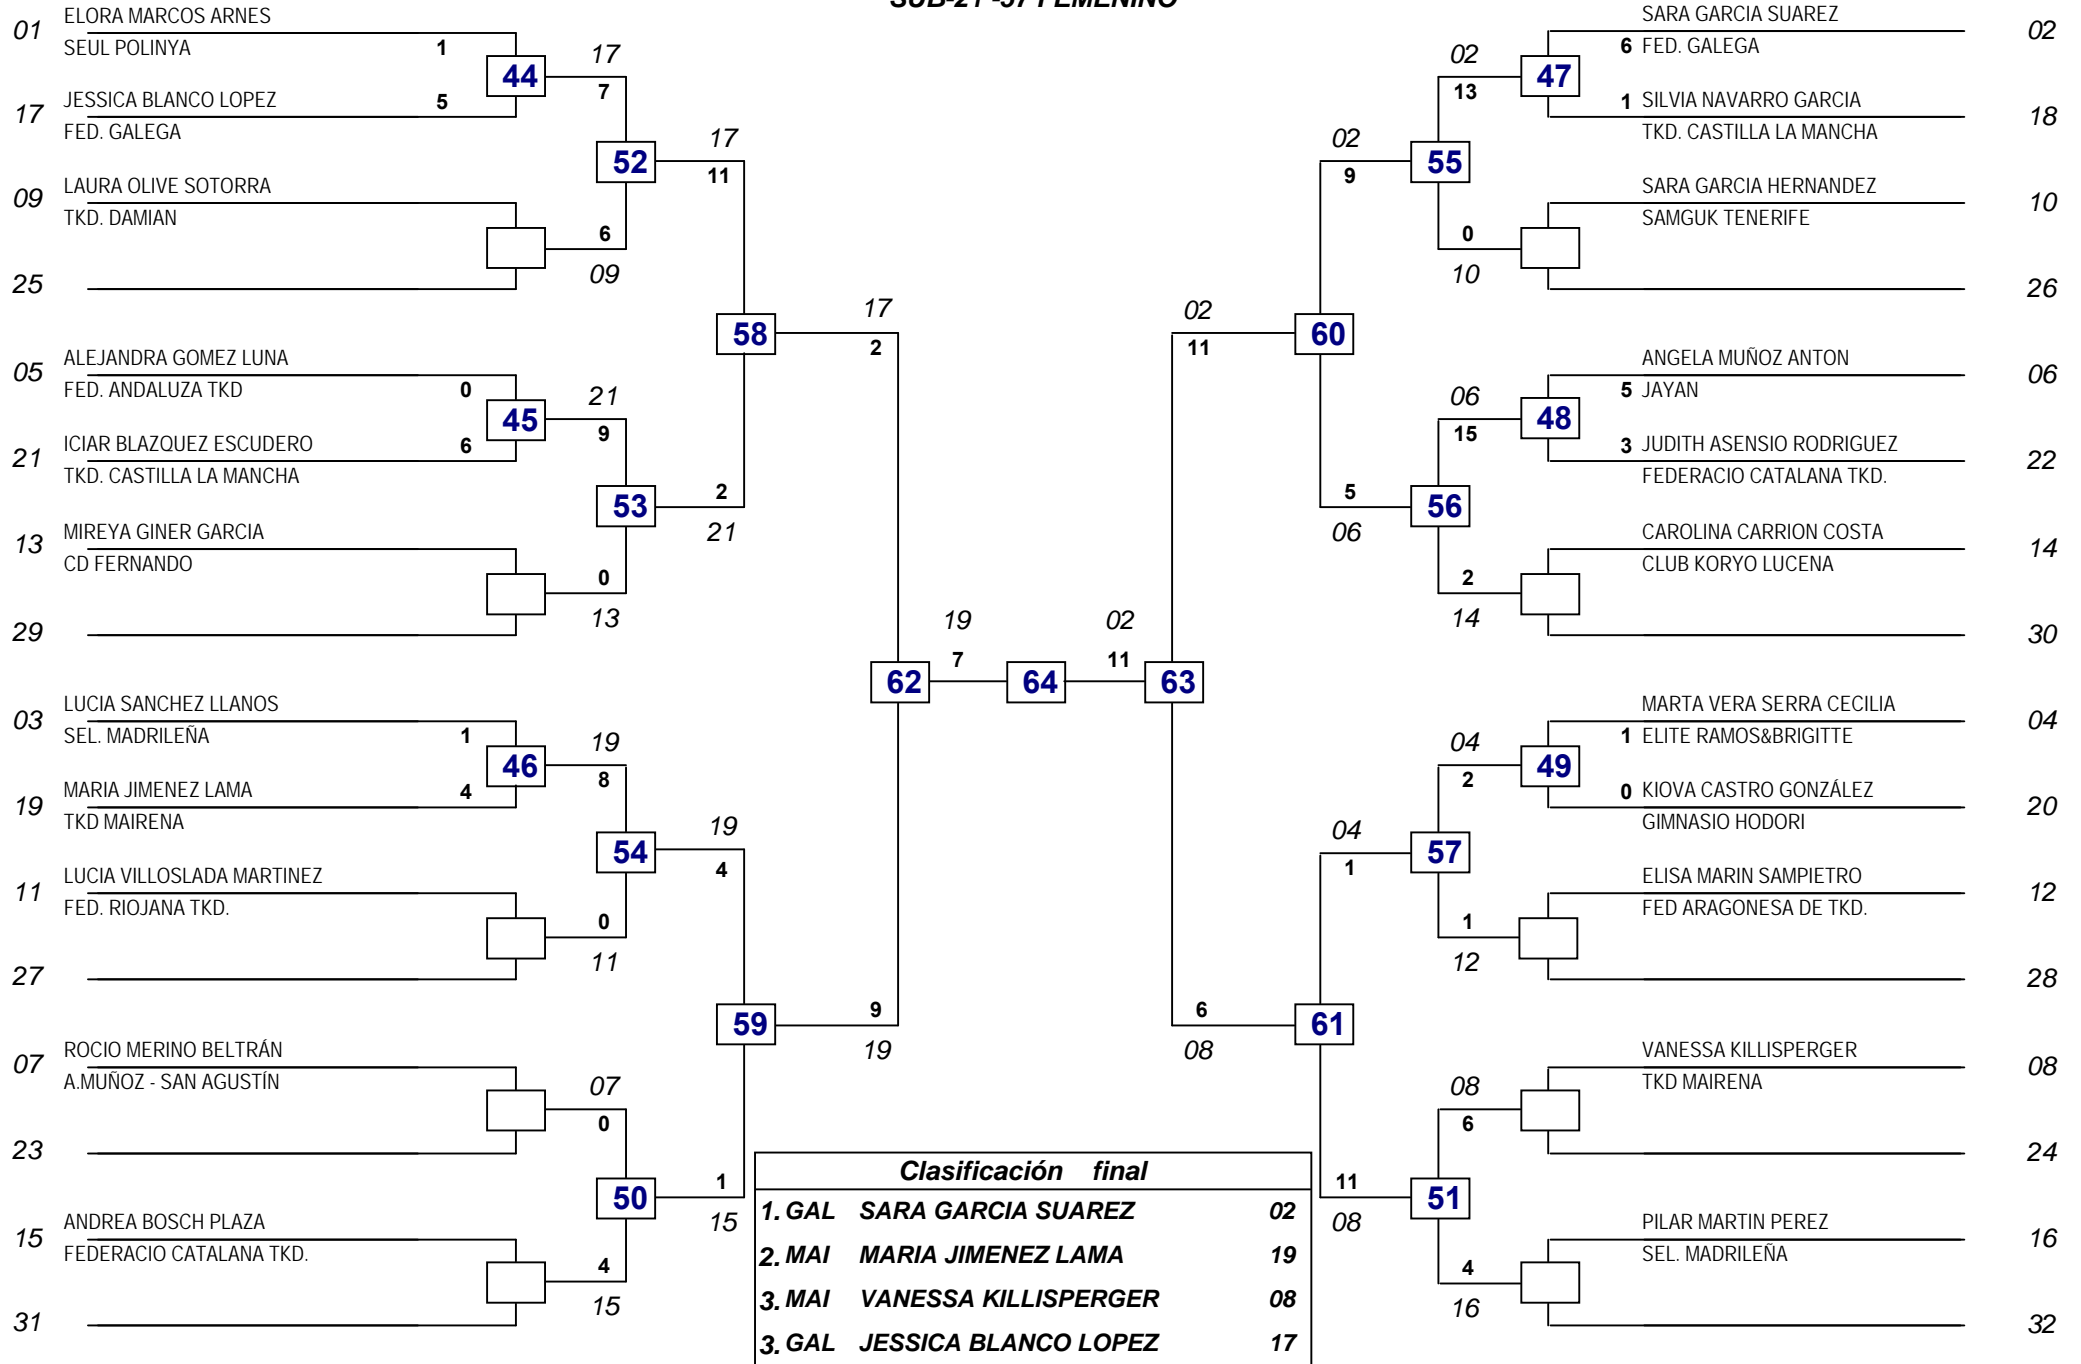 SUB-21 -57 FEMENINO
01
ELORA MARCOS ARNES
SEUL POLINYA
1
44
17
JESSICA BLANCO LOPEZ
FED. GALEGA
5
17
7
52
09
LAURA OLIVE SOTORRA
TKD. DAMIAN
6
09
25
17
11
58
05
ALEJANDRA GOMEZ LUNA
FED. ANDALUZA TKD
0
45
21
ICIAR BLAZQUEZ ESCUDERO
TKD. CASTILLA LA MANCHA
6
21
9
53
13
MIREYA GINER GARCIA
CD FERNANDO
0
13
29
2
21
17
2
62
03
LUCIA SANCHEZ LLANOS
SEL. MADRILEÑA
1
46
19
MARIA JIMENEZ LAMA
TKD MAIRENA
4
19
8
54
11
LUCIA VILLOSLADA MARTINEZ
FED. RIOJANA TKD.
0
11
27
19
4
59
07
ROCIO MERINO BELTRÁN
A.MUÑOZ - SAN AGUSTÍN
07
0
23
50
15
ANDREA BOSCH PLAZA
FEDERACIO CATALANA TKD.
4
15
31
1
15
9
19
19
7
64
02
11
63
SARA GARCIA SUAREZ
02
6 FED. GALEGA
47
1 SILVIA NAVARRO GARCIA
18
TKD. CASTILLA LA MANCHA
02
13
55
SARA GARCIA HERNANDEZ
10
SAMGUK TENERIFE
0
10
26
02
9
60
ANGELA MUÑOZ ANTON
06
5 JAYAN
48
3 JUDITH ASENSIO RODRIGUEZ
22
FEDERACIO CATALANA TKD.
06
15
56
CAROLINA CARRION COSTA
14
CLUB KORYO LUCENA
2
14
30
5
06
02
11
MARTA VERA SERRA CECILIA
04
1 ELITE RAMOS&BRIGITTE
49
0 KIOVA CASTRO GONZÁLEZ
20
GIMNASIO HODORI
04
2
57
ELISA MARIN SAMPIETRO
12
FED ARAGONESA DE TKD.
1
12
28
04
1
61
VANESSA KILLISPERGER
08
TKD MAIRENA
08
6
24
51
PILAR MARTIN PEREZ
16
SEL. MADRILEÑA
4
16
32
11
08
6
08
Clasificación final
1. GAL SARA GARCIA SUAREZ 02
2. MAI MARIA JIMENEZ LAMA 19
3. MAI VANESSA KILLISPERGER 08
3. GAL JESSICA BLANCO LOPEZ 17